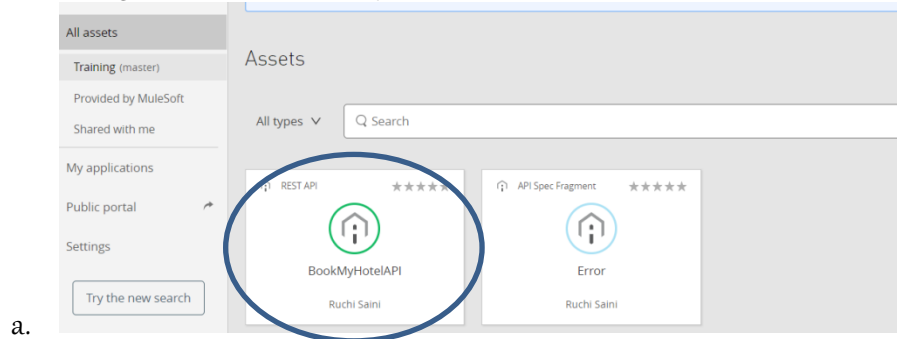 All assets
Training (master)
Provided by MuleSoft
Shared with me
My applications
Public portal
Settings
Try the new search
Assets
All types
Search
REST API
BookMyHotelAPI
Ruchi Saini
API Spec Fragment
Error
Ruchi Saini
a.